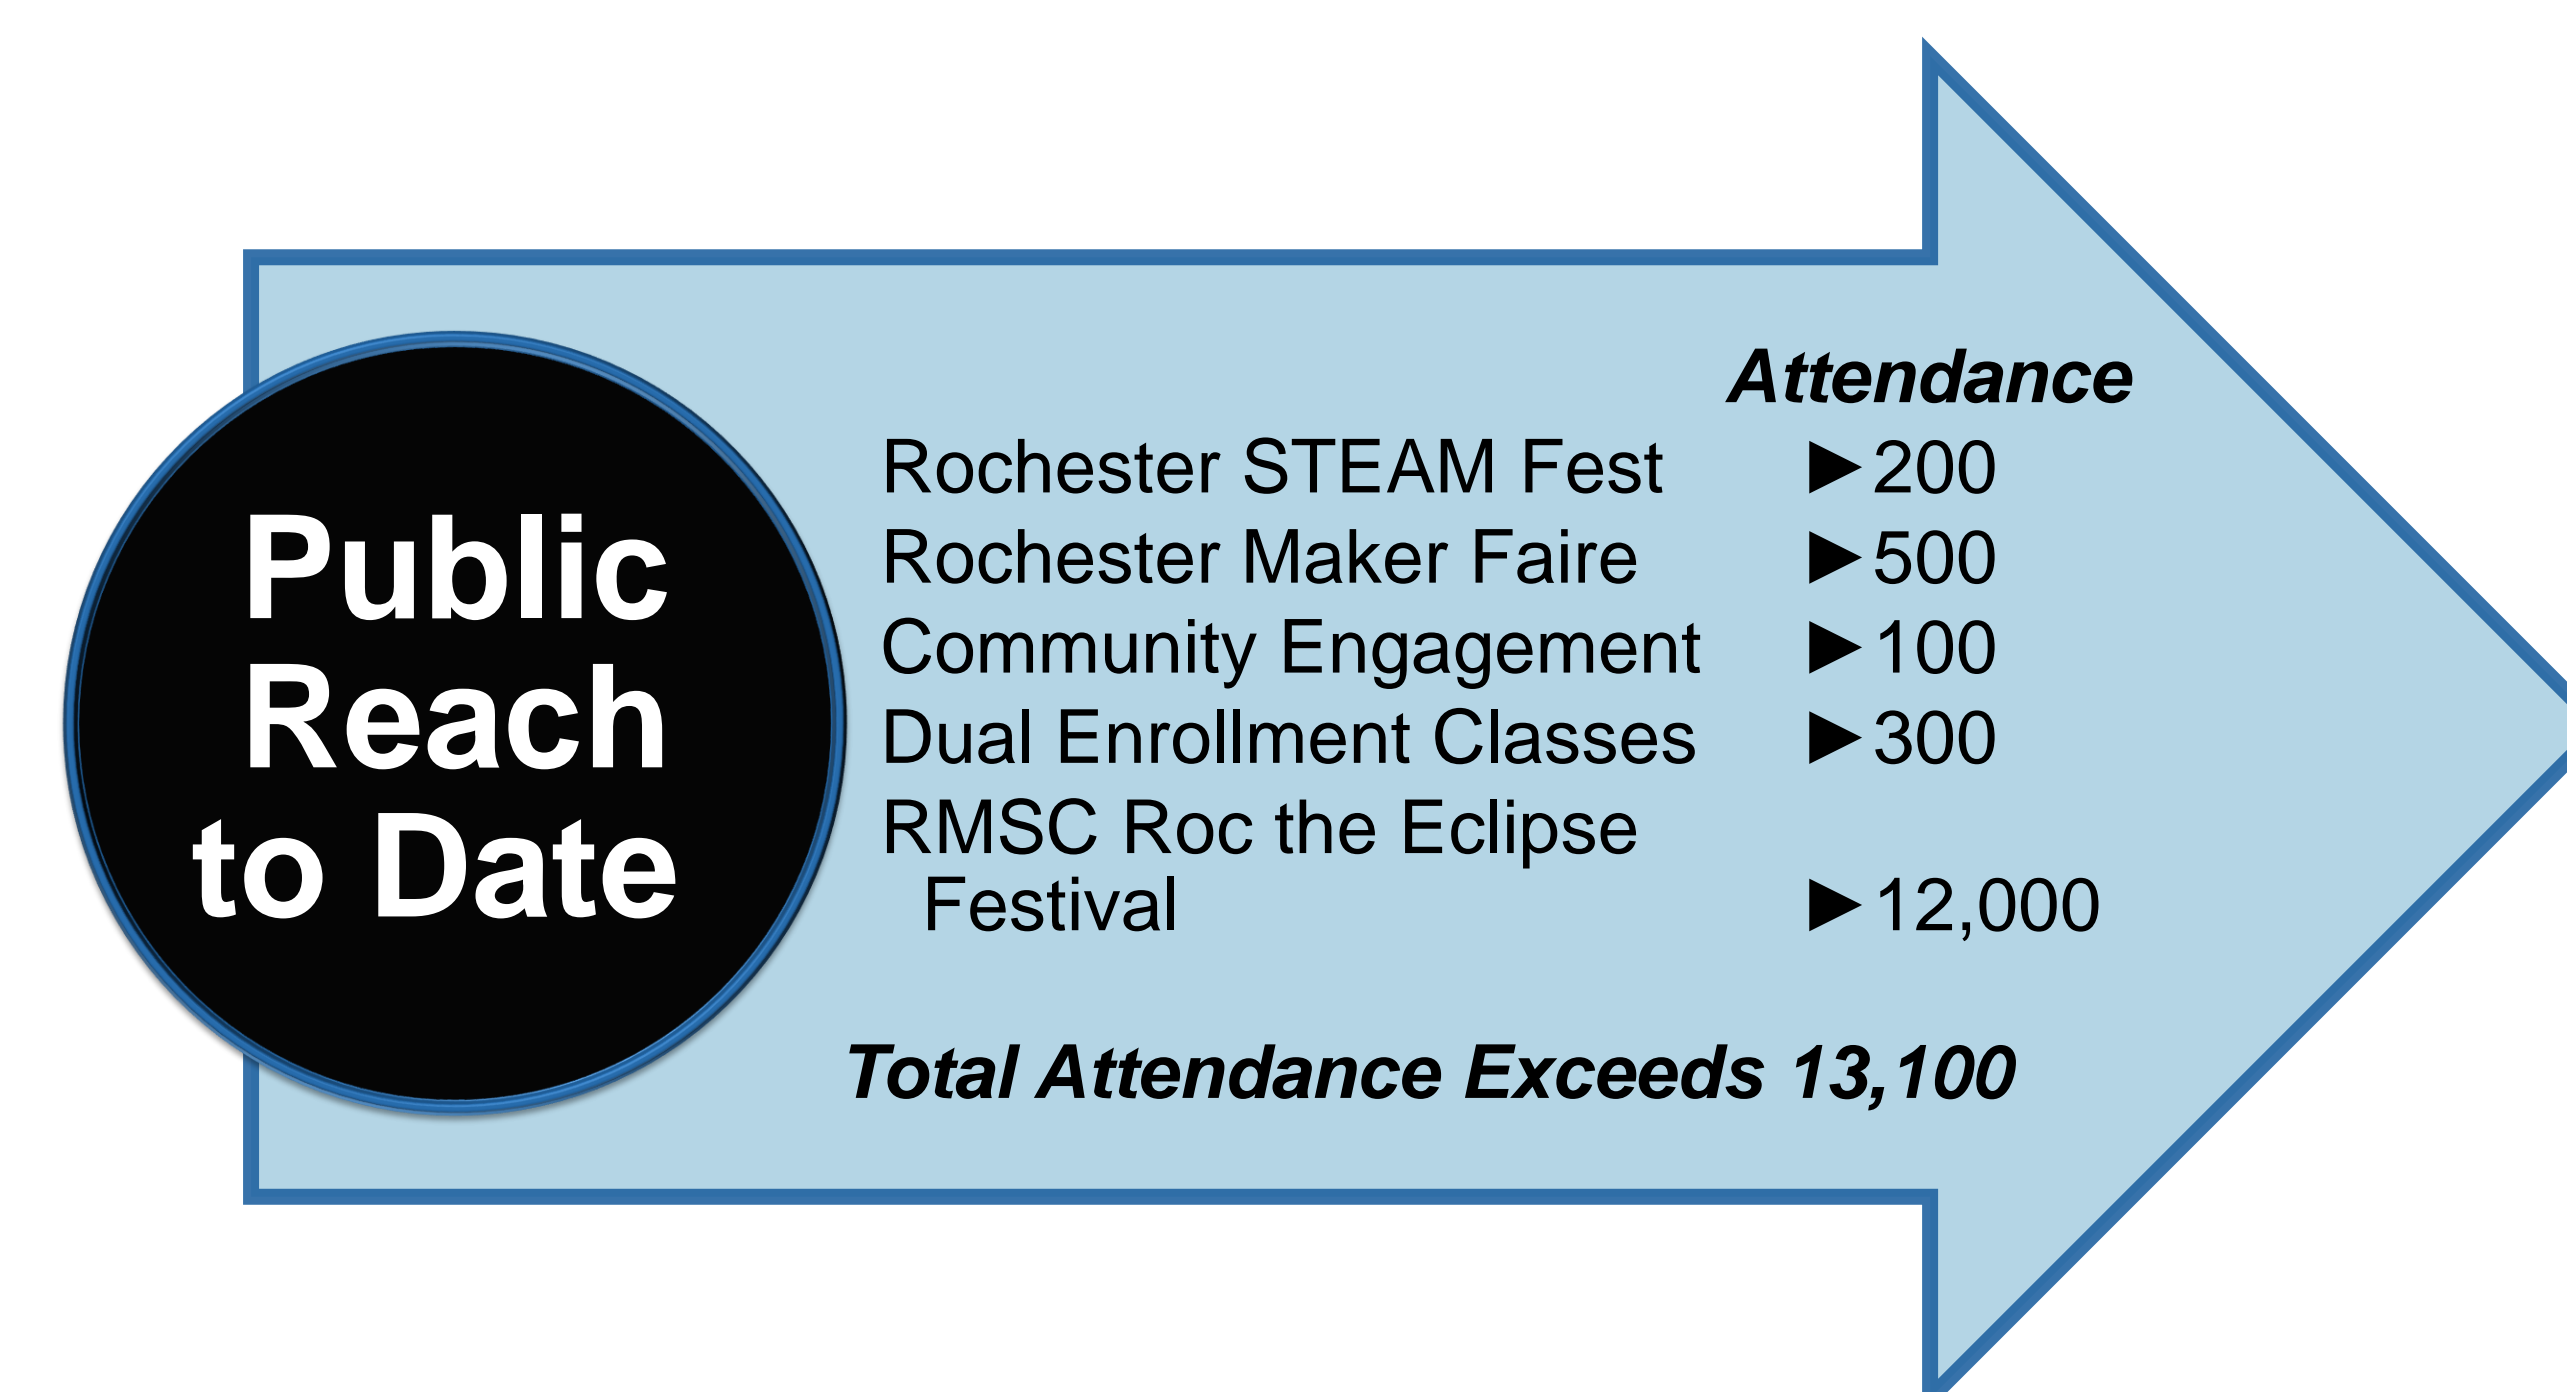 Public
Reach
to Date
Attendance
Rochester STEAM Fest ►200
Rochester Maker Faire ►500
Community Engagement ►100
Dual Enrollment Classes ►300
RMSC Roc the Eclipse
Festival ►12,000
Total Attendance Exceeds 13,100